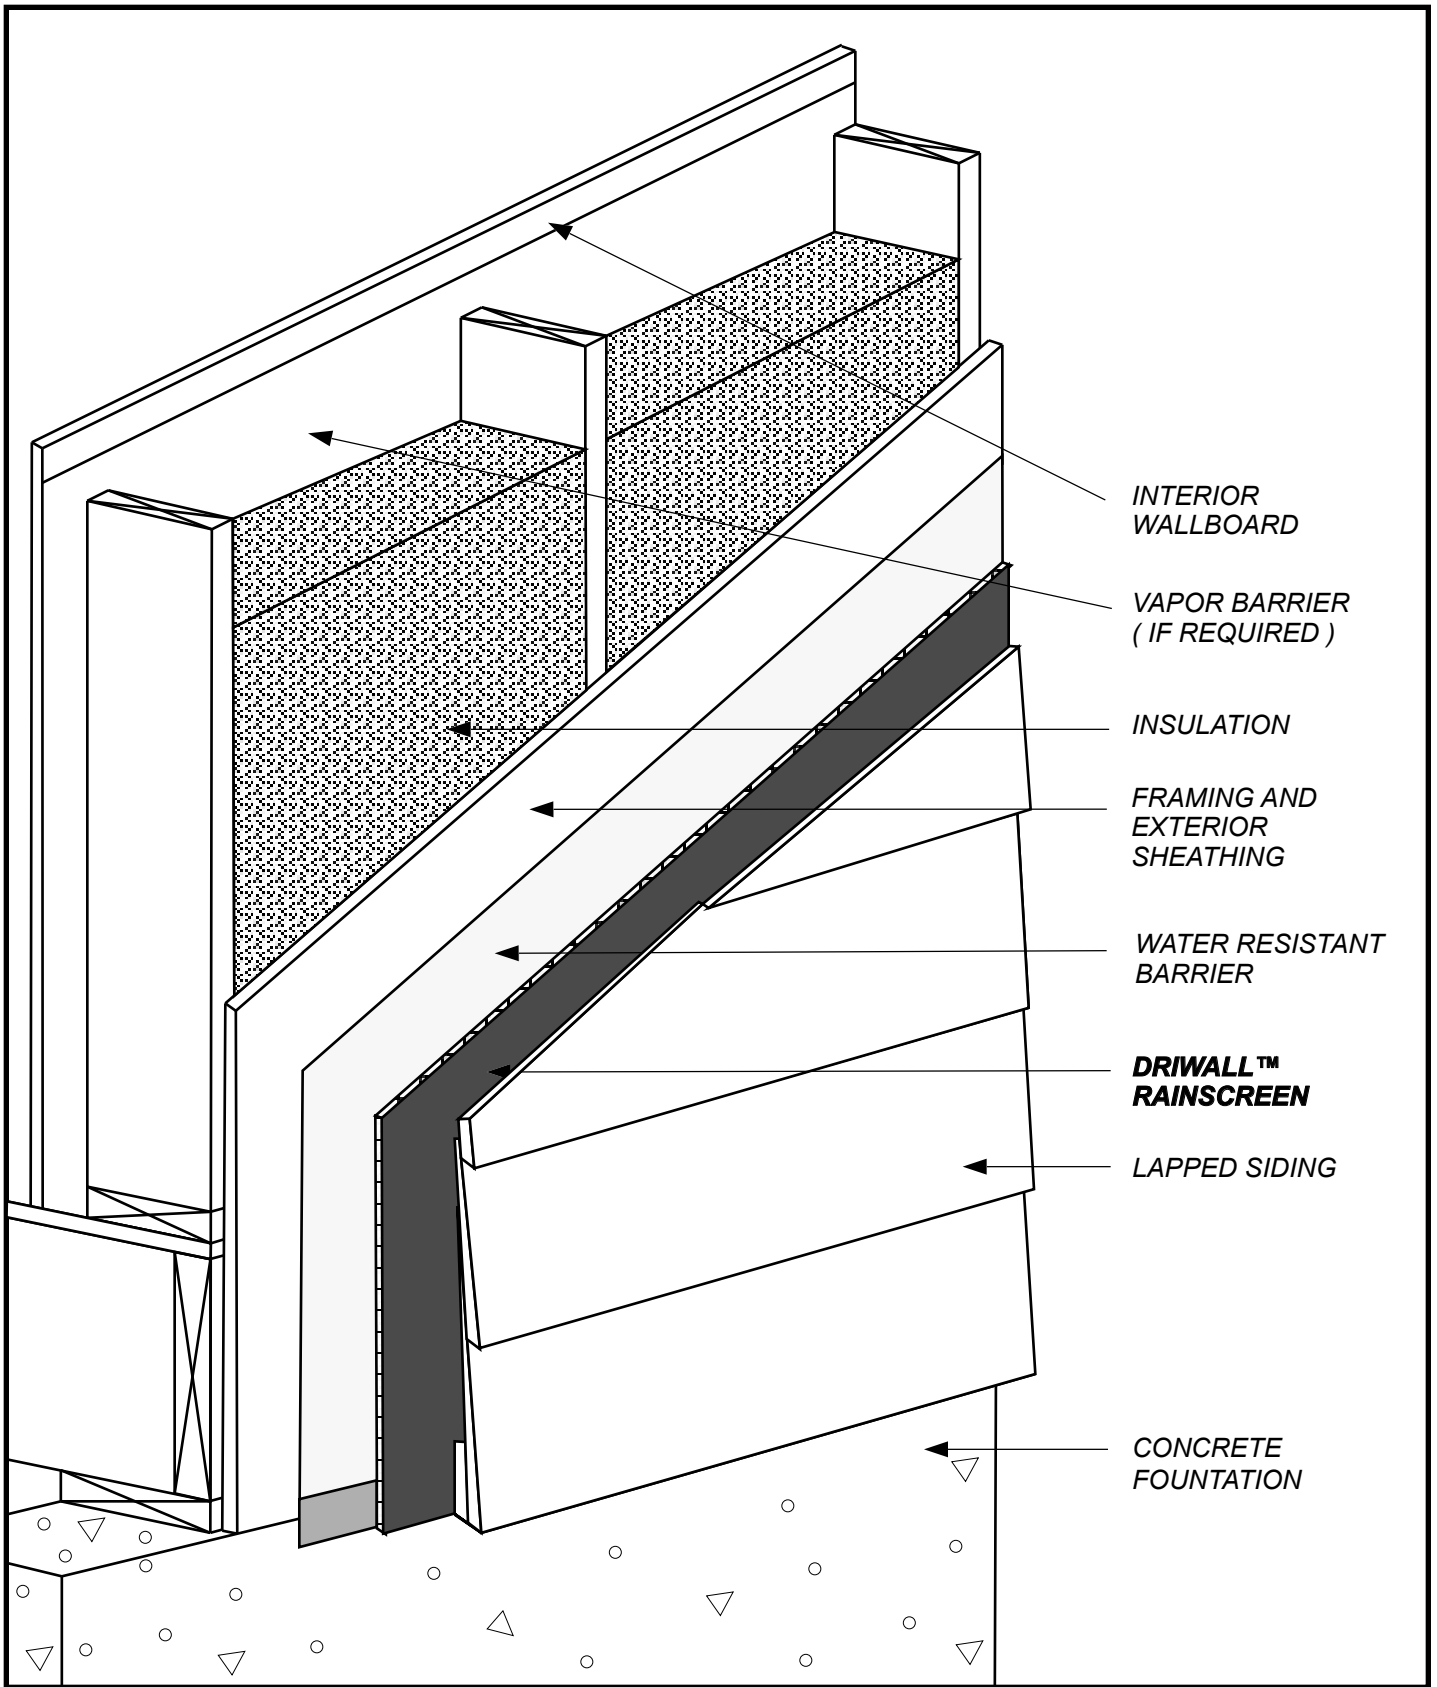 INTERIOR
WALLBOARD
VAPOR BARRIER
( IF REQUIRED )
INSULATION
FRAMING AND
EXTERIOR
SHEATHING
WATER RESISTANT
BARRIER
DRIWALL™
RAINSCREEN
LAPPED SIDING
CONCRETE
FOUNTATION